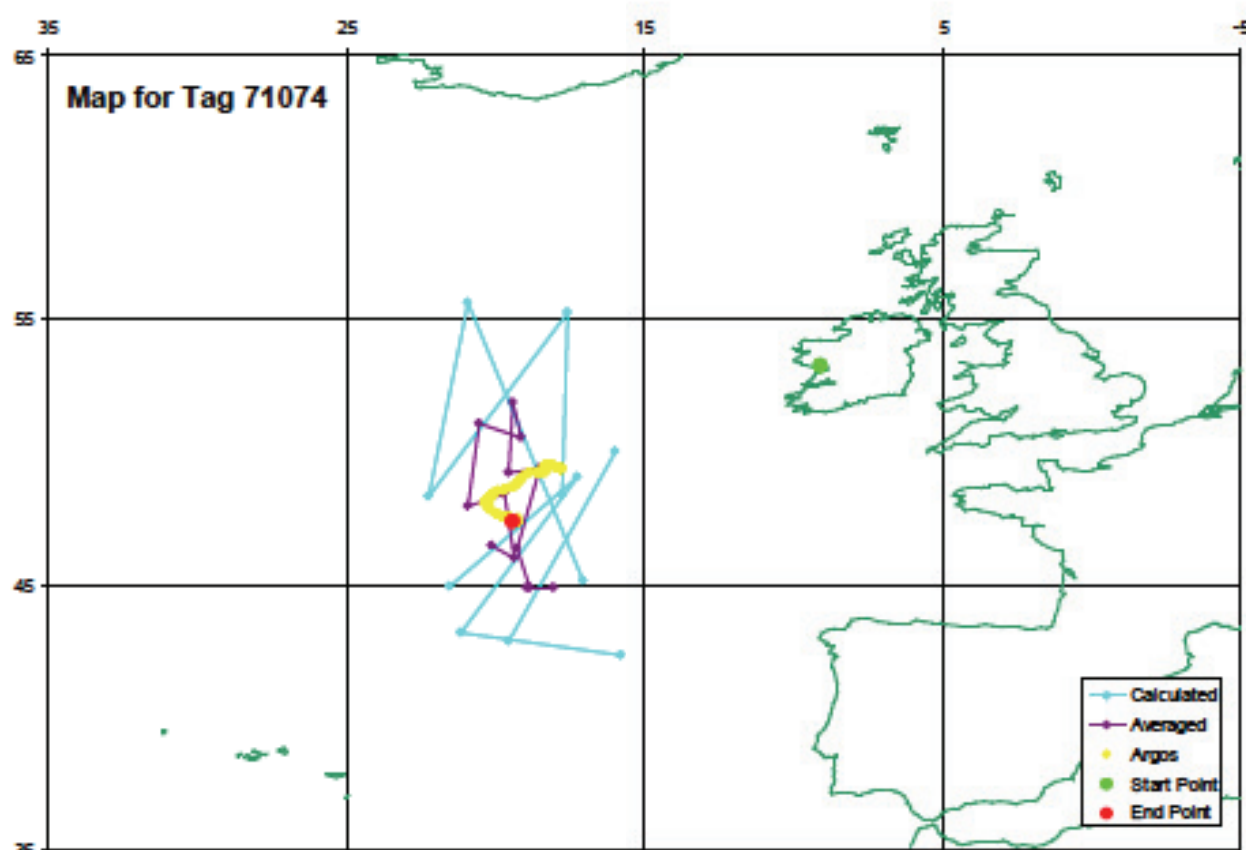 35 25 15 5 -5
65
Map for Tag 71074
55
45
Calculated
Averaged
Argos
Start Point
End Point
35